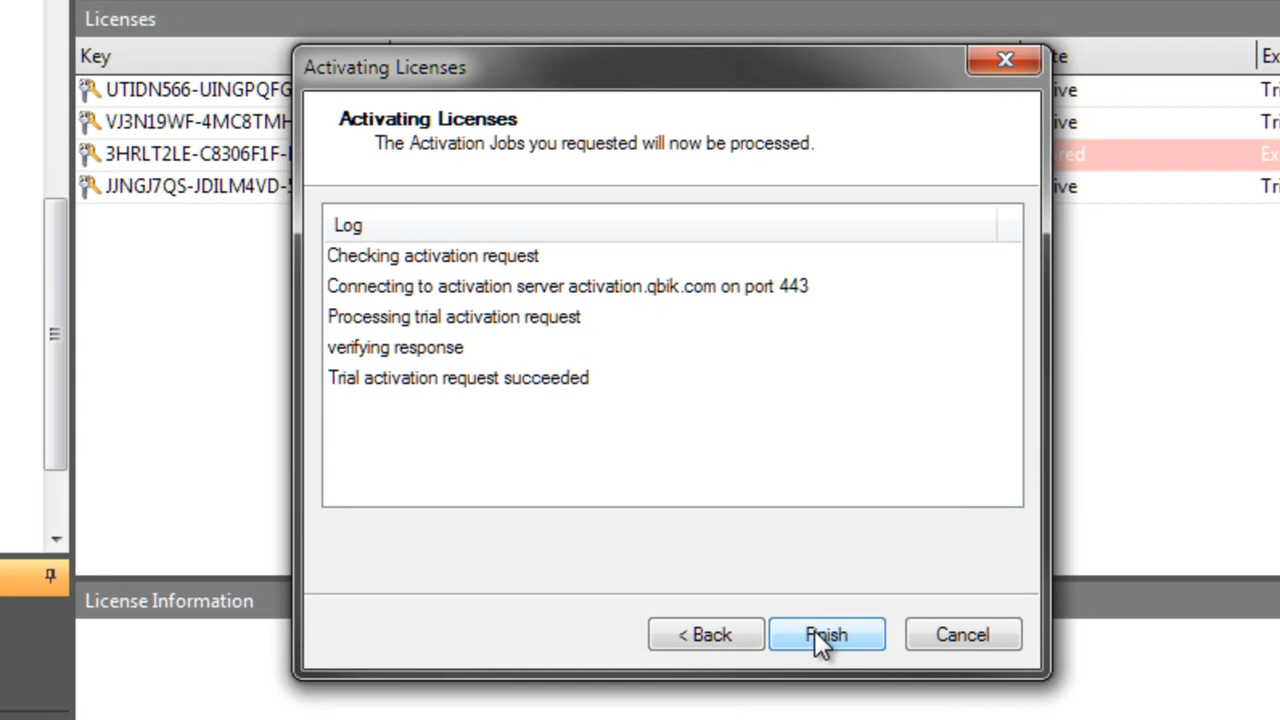 Licenses
Key
UTIDN566-UINGPQFG
VJ3N19WF-4MC8TMH
3HRLT2LE-C8306F1F-
JJNGJ7QS-JDILM4VD-
Activating Licenses
Activating Licenses
The Activation Jobs you requested will now be processed.
Log
Checking activation request
Connecting to activation server activation.qbik.com on port 443
Processing trial activation request
verifying response
Trial activation request succeeded
< Back
Finish
Cancel
License Information